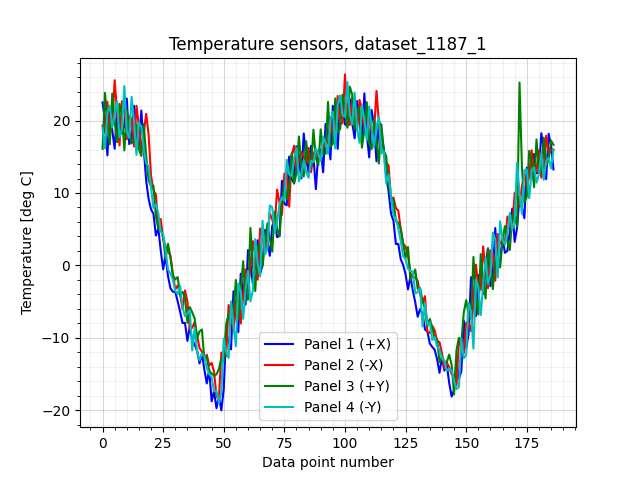 Temperature sensors, dataset_1187_1
Temperature [deg C]
20
10
0
−10
−20
Panel 1 (+X)
Panel 2 (-X)
Panel 3 (+Y)
Panel 4 (-Y)
0 25 50 75 100 125 150 175
Data point number